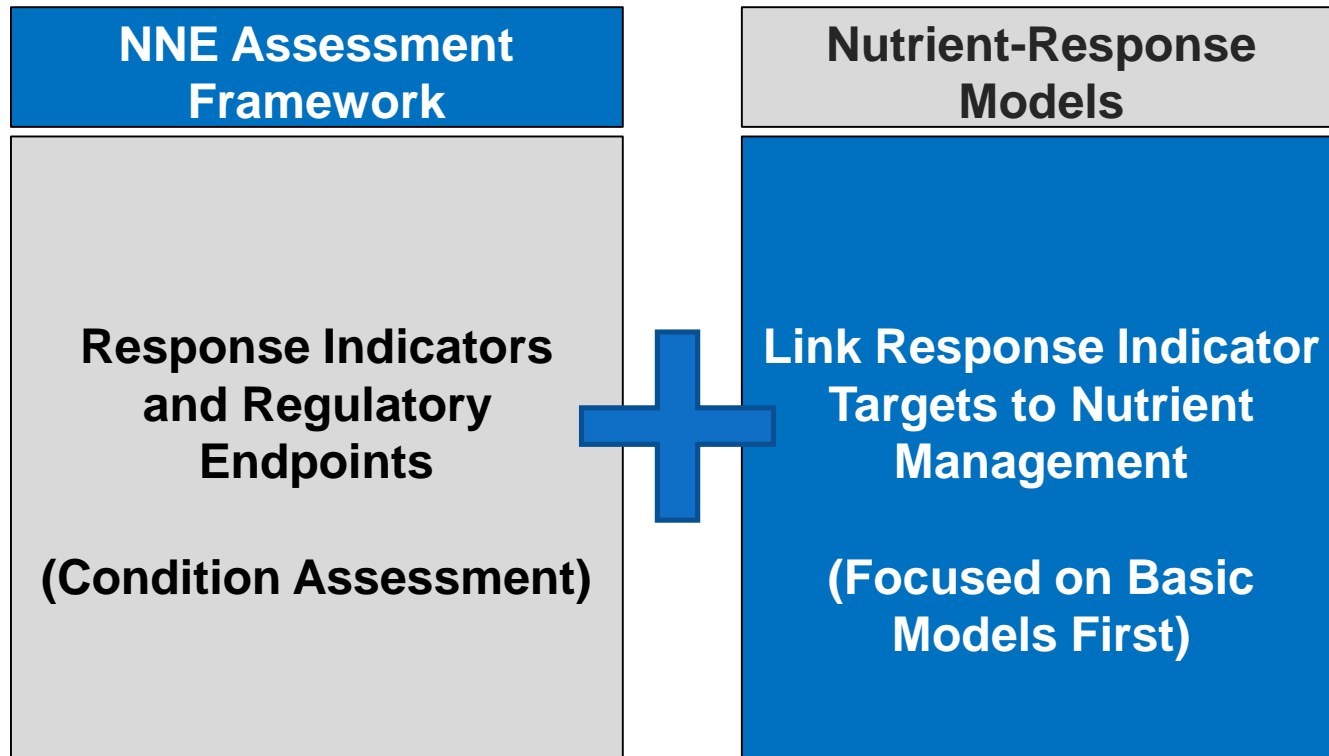 NNE Assessment
Framework
Response Indicators
and Regulatory
Endpoints
(Condition Assessment)
Nutrient-Response
Models
Link Response Indicator
Targets to Nutrient
Management
(Focused on Basic
Models First)